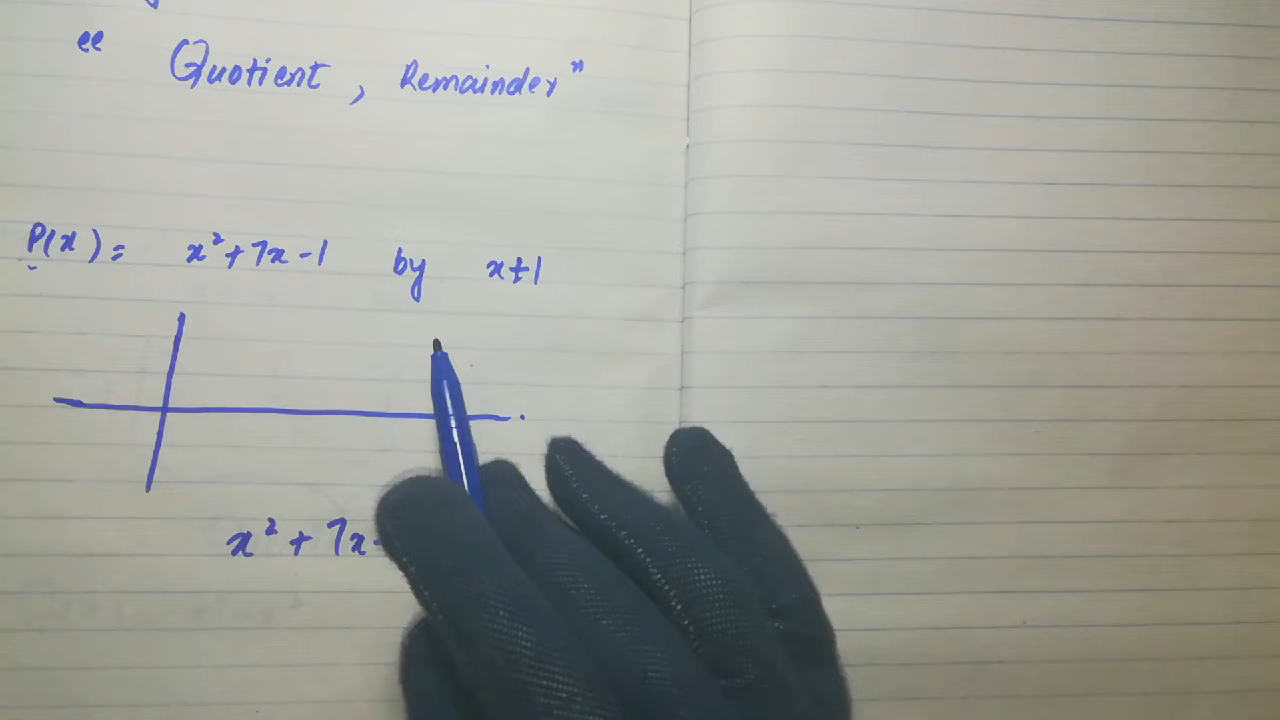 “ Quotient , Remainder”
P(x) = x² + 7x - 1 by x+1
x² + 7x